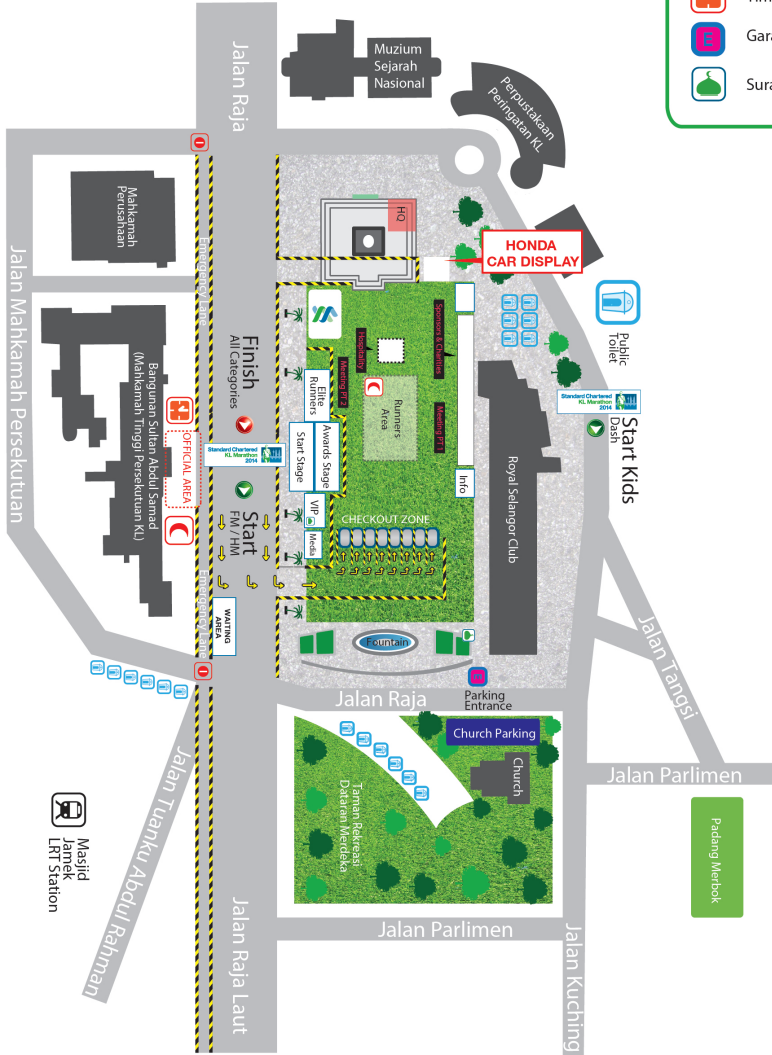 Gara
Sura
Jalan Raja
Muzium
Sejarah
Nasional
Perpustakaan
Peringatan KL
Mahkamah
Perusahaan
Emergency Lane
HQ
HONDA
CAR DISPLAY
Public
Toilet
Jalan Mahkamah Persekutuan
Bangunan Sultan Abdul Samad
(Mahkamah Tinggi Persekutuan KL)
OFFICIAL AREA
Finish
All Categories
Standard Chartered
KL Marathon
2014
Start
FM / HM
Emergency Lane
WAITING
AREA
Elite
Runners
Awards Stage
Start Stage
VIP
Media
Meeting PT 2
Hospitality
Sponsors & Charities
Meeting PT 1
Runners
Area
Info
CHECKOUT ZONE
Royal Selangor Club
Standard Chartered
KL Marathon
2014
Start Kids
Dash
Fountain
E
E
Parking
Entrance
Jalan Raja
Jalan Tangsi
Church Parking
Church
Jalan Parlimen
Padang Merbok
Taman Rekreasi
Dataran Merdeka
Jalan Tuanku Abdul Rahman
Masjid
Jamek
LRT Station
Jalan Raja Laut
Jalan Parlimen
Jalan Kuching